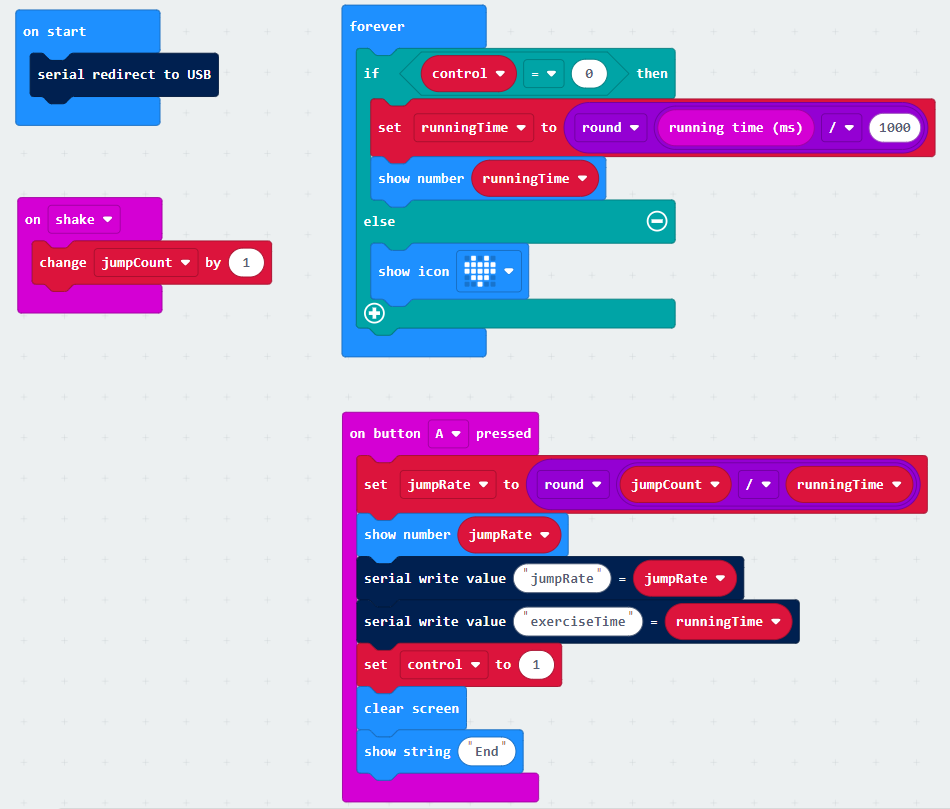 on start
serial redirect to USB
on shake
change jumpCount by 1
forever
if control = 0 then
set runningTime to round running time (ms) / 1000
show number runningTime
else
show icon
on button A pressed
set jumpRate to round jumpCount / runningTime
show number jumpRate
serial write value "jumpRate" = jumpRate
serial write value "exerciseTime" = runningTime
set control to 1
clear screen
show string "End"